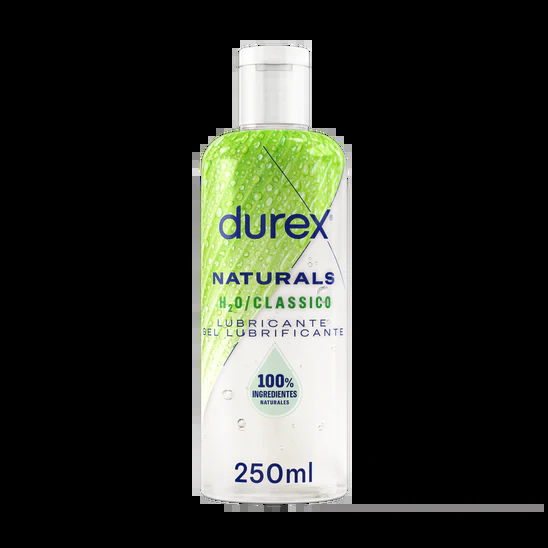 durex
NATURALS
H₂O/CLASSICO
LUBRICANTE
GEL LUBRIFICANTE
100%
INGREDIENTES
NATURALES
250ml